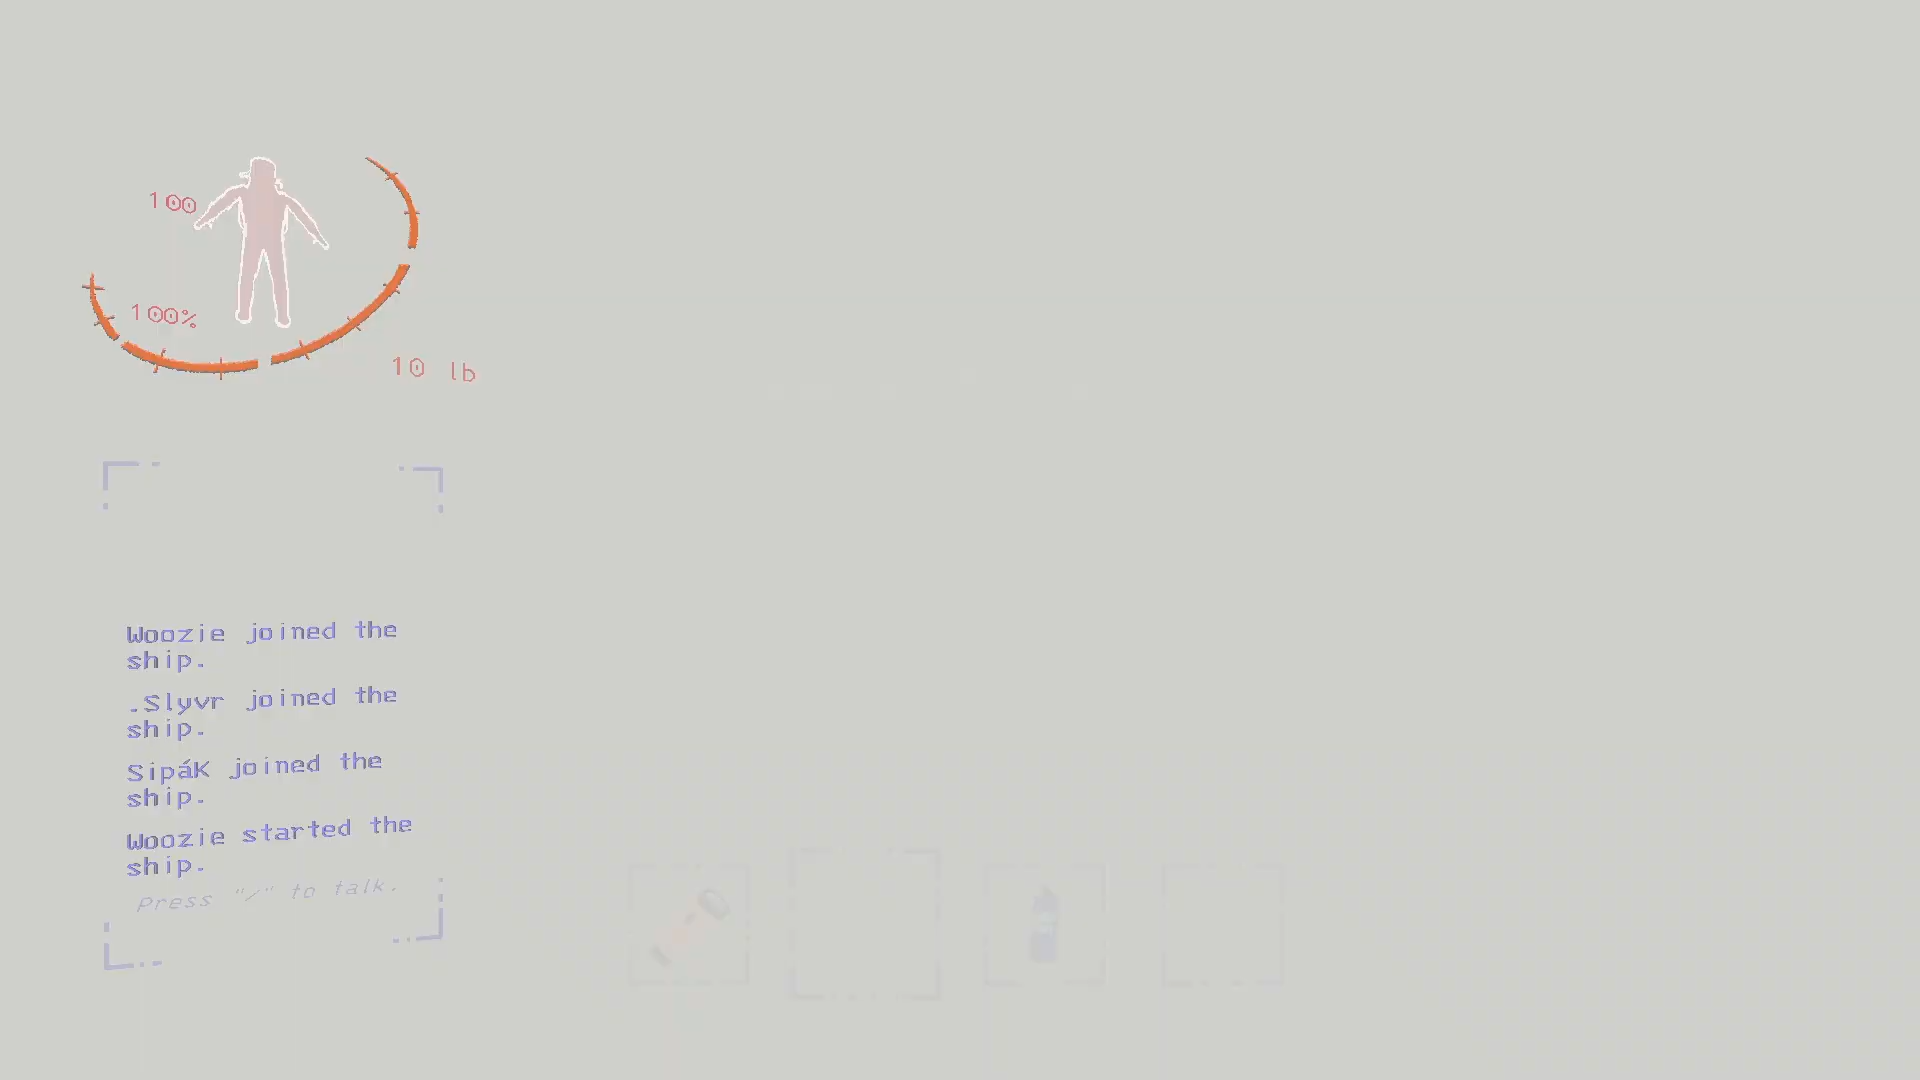 100
100%
10 lb
Woozie joined the
ship.
.Slyvr joined the
ship.
SipáK joined the
ship.
Woozie started the
ship.
Press "/" to talk.